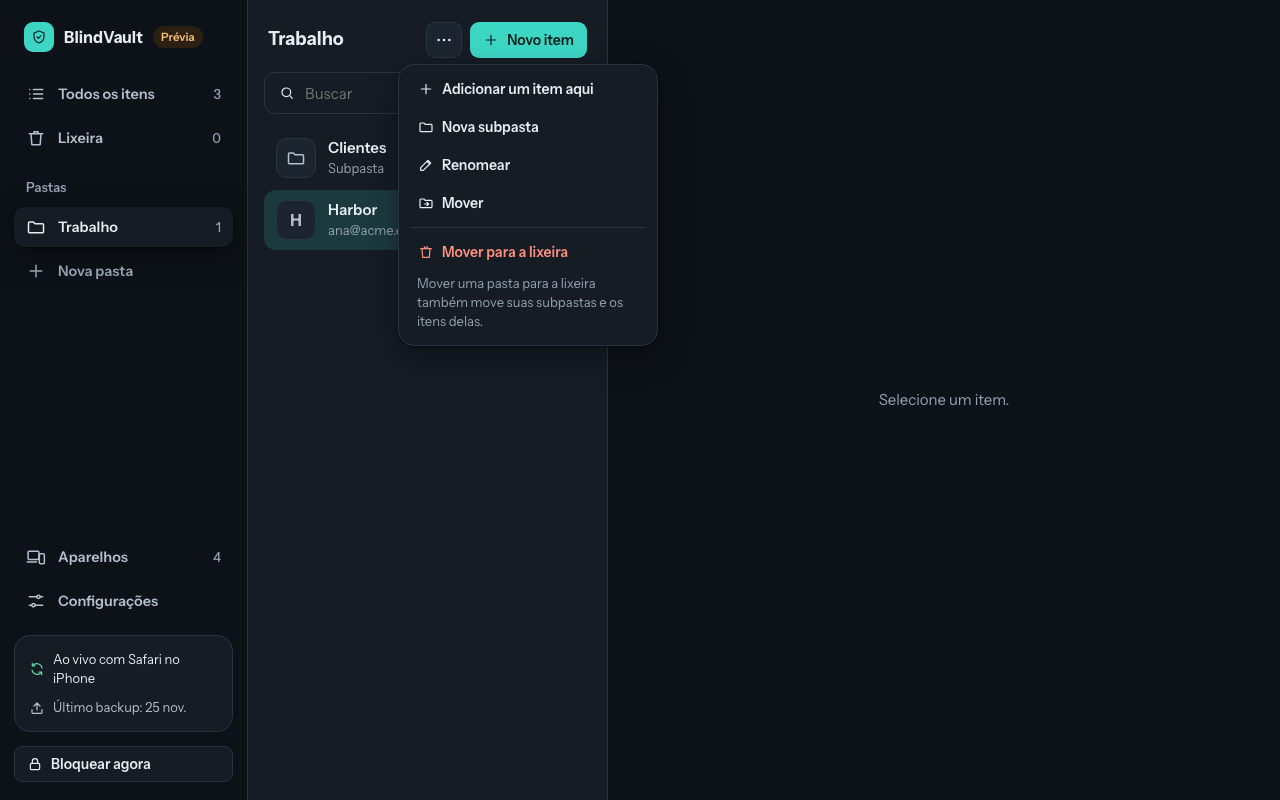 BlindVault
Prévia
Todos os itens
3
Lixeira
0
Pastas
Trabalho
1
Nova pasta
Aparelhos
4
Configurações
Ao vivo com Safari no
iPhone
Último backup: 25 nov.
Bloquear agora
Trabalho
Novo item
Buscar
Clientes
Subpasta
H
Harbor
ana@acme.
Adicionar um item aqui
Nova subpasta
Renomear
Mover
Mover para a lixeira
Mover uma pasta para a lixeira
também move suas subpastas e os
itens delas.
Selecione um item.